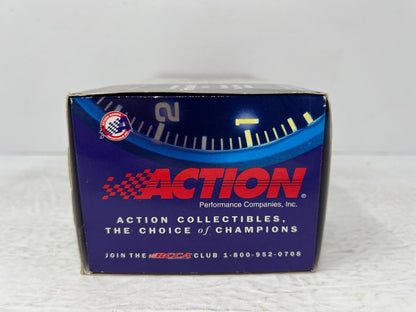 2 1
ACTION®
Performance Companies, Inc.
ACTION COLLECTIBLES,
THE CHOICE of CHAMPIONS
JOIN THE RCCA CLUB 1-800-952-0708